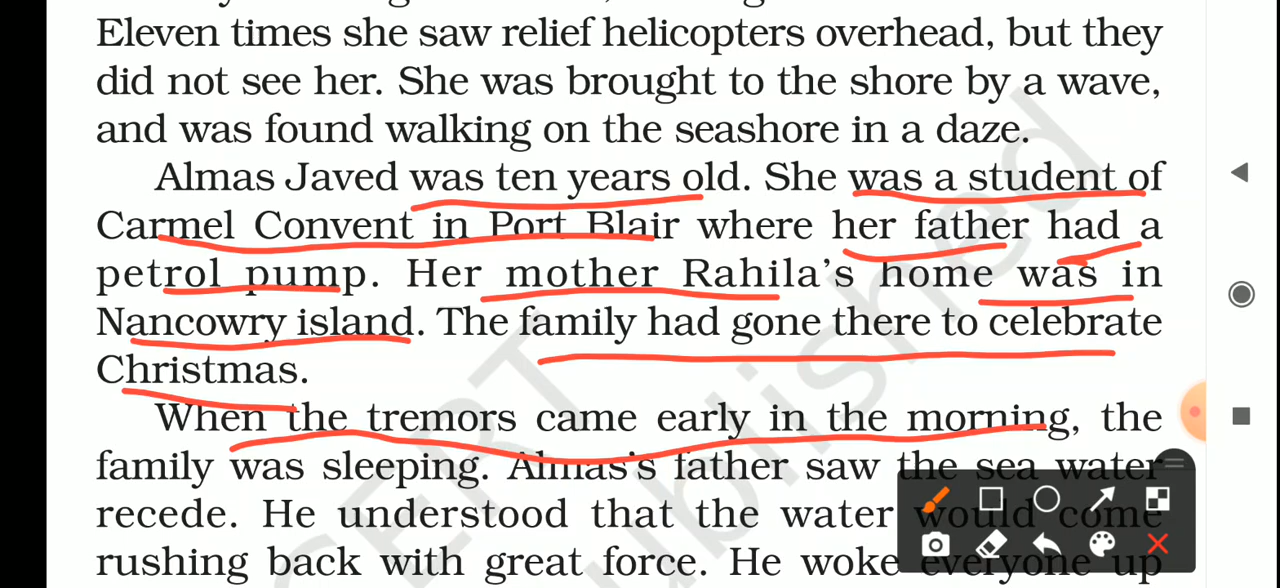 Eleven times she saw relief helicopters overhead, but they
did not see her. She was brought to the shore by a wave,
and was found walking on the seashore in a daze.
Almas Javed was ten years old. She was a student of
Carmel Convent in Port Blair where her father had a
petrol pump. Her mother Rahila's home was in
Nancowry island. The family had gone there to celebrate
Christmas.
When the tremors came early in the morning, the
family was sleeping. Almas's father saw the sea water
recede. He understood that the water would come
rushing back with great force. He woke everyone up